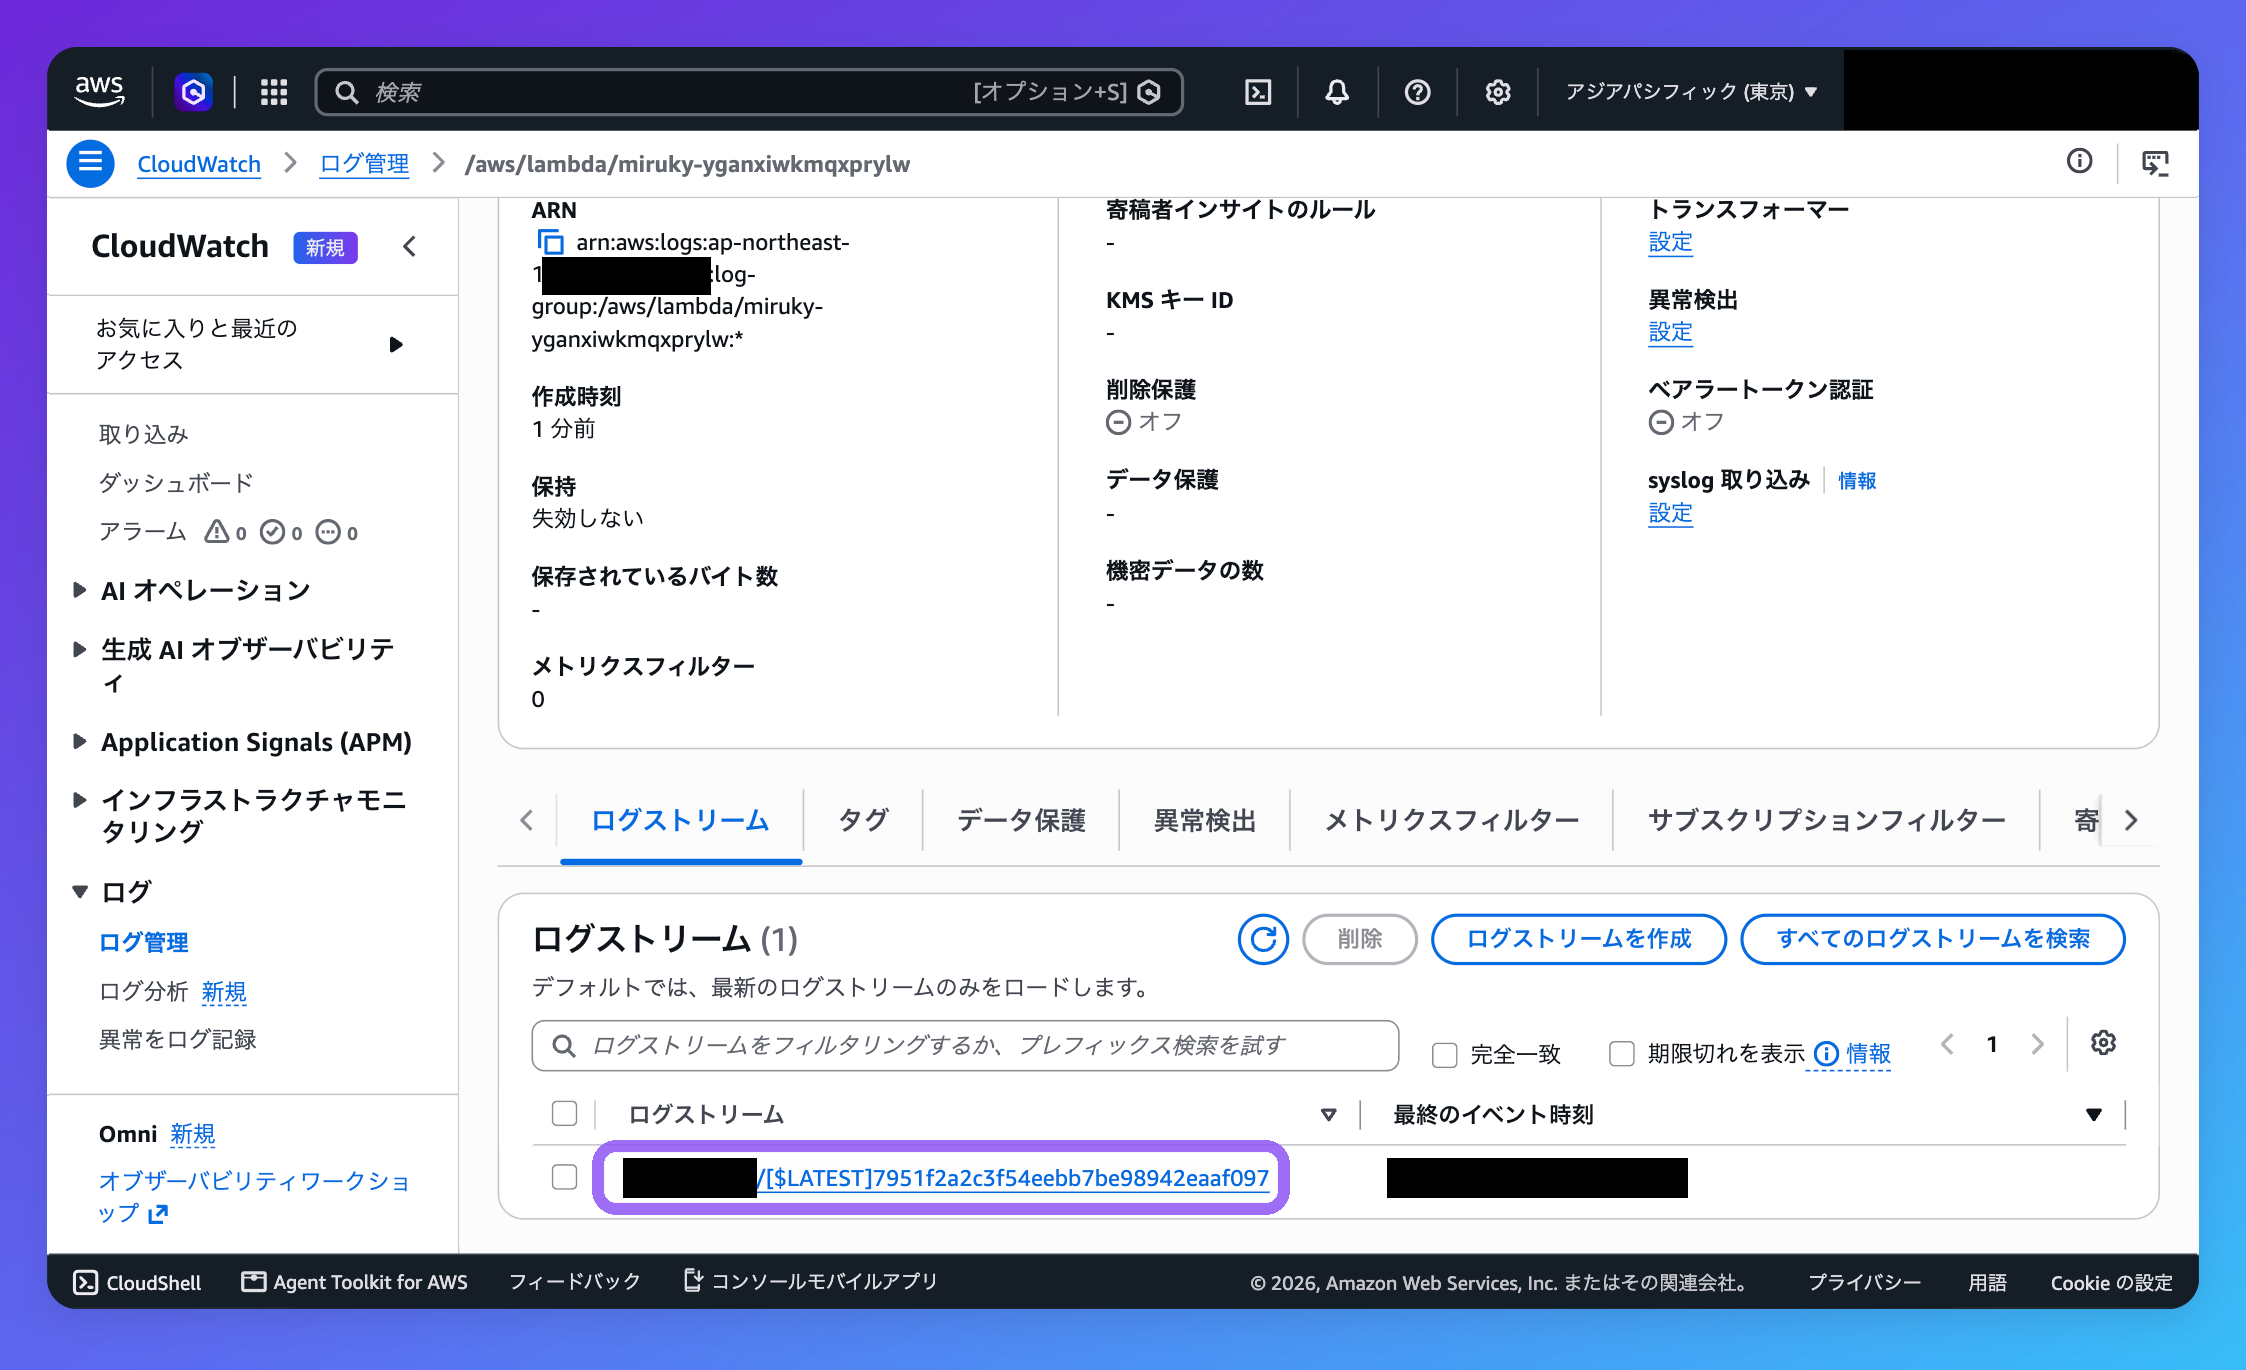 aws
検索
[オプション+S]
アジアパシフィック (東京) ▼
CloudWatch
ログ管理
/aws/lambda/miruky-yganxiwkmqxprylw
CloudWatch
新規
お気に入りと最近の
アクセス
取り込み
ダッシュボード
アラーム 0 0 0
AI オペレーション
生成 AI オブザーバビリテ
ィ
Application Signals (APM)
インフラストラクチャモニ
タリング
ログ
ログ管理
ログ分析 新規
異常をログ記録
Omni 新規
オブザーバビリティワークショ
ップ
ARN
arn:aws:logs:ap-northeast-
1 :log-
group:/aws/lambda/miruky-
yganxiwkmqxprylw:*
作成時刻
1 分前
保持
失効しない
保存されているバイト数
-
メトリクスフィルター
0
寄稿者インサイトのルール
-
KMS キー ID
-
削除保護
オフ
データ保護
-
機密データの数
-
トランスフォーマー
設定
異常検出
設定
ベアラートークン認証
オフ
syslog 取り込み 情報
設定
ログストリーム
タグ
データ保護
異常検出
メトリクスフィルター
サブスクリプションフィルター
寄
ログストリーム (1)
削除
ログストリームを作成
すべてのログストリームを検索
デフォルトでは、最新のログストリームのみをロードします。
ログストリームをフィルタリングするか、プレフィックス検索を試す
完全一致
期限切れを表示 情報
1
ログストリーム
最終のイベント時刻
/[$LATEST]7951f2a2c3f54eebb7be98942eaaf097
CloudShell
Agent Toolkit for AWS
フィードバック
コンソールモバイルアプリ
© 2026, Amazon Web Services, Inc. またはその関連会社。
プライバシー
用語
Cookie の設定